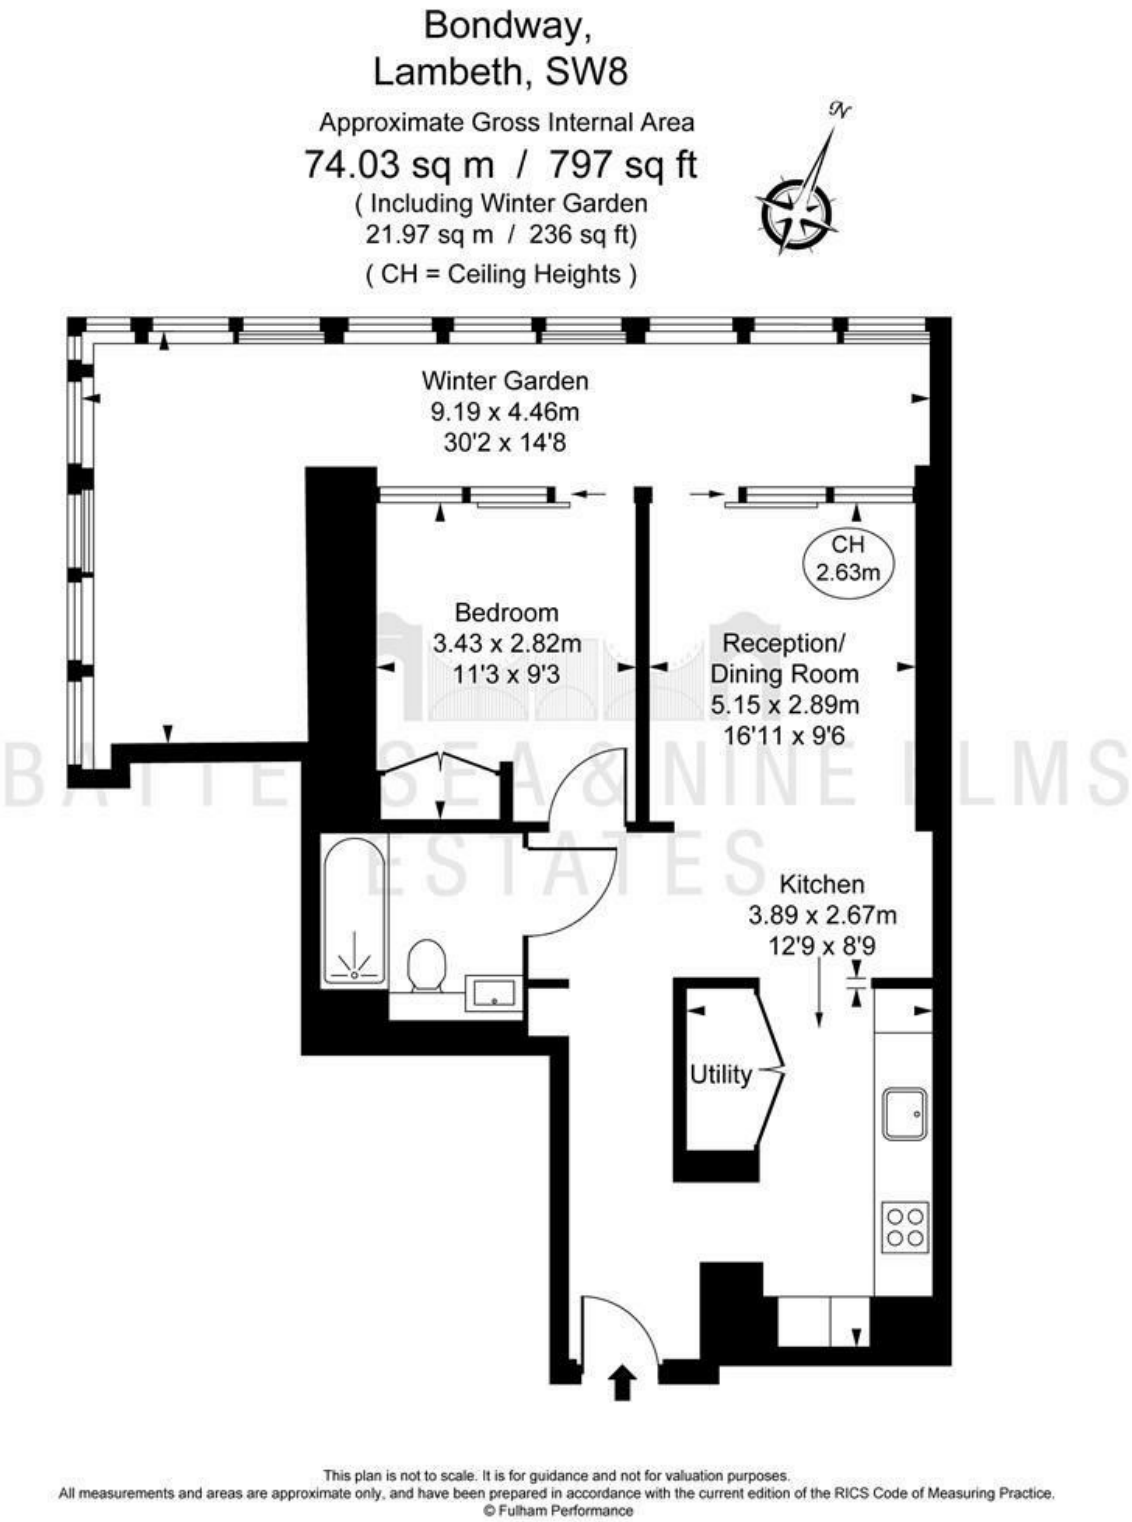 Bondway,
Lambeth, SW8
Approximate Gross Internal Area
74.03 sq m / 797 sq ft
( Including Winter Garden
21.97 sq m / 236 sq ft)
( CH = Ceiling Heights )
N
Winter Garden
9.19 x 4.46m
30'2 x 14'8
CH
2.63m
Bedroom
3.43 x 2.82m
11'3 x 9'3
Reception/
Dining Room
5.15 x 2.89m
16'11 x 9'6
BATTERSEA & NINE ELMS
ESTATES
Kitchen
3.89 x 2.67m
12'9 x 8'9
Utility
This plan is not to scale. It is for guidance and not for valuation purposes.
All measurements and areas are approximate only, and have been prepared in accordance with the current edition of the RICS Code of Measuring Practice.
© Fulham Performance